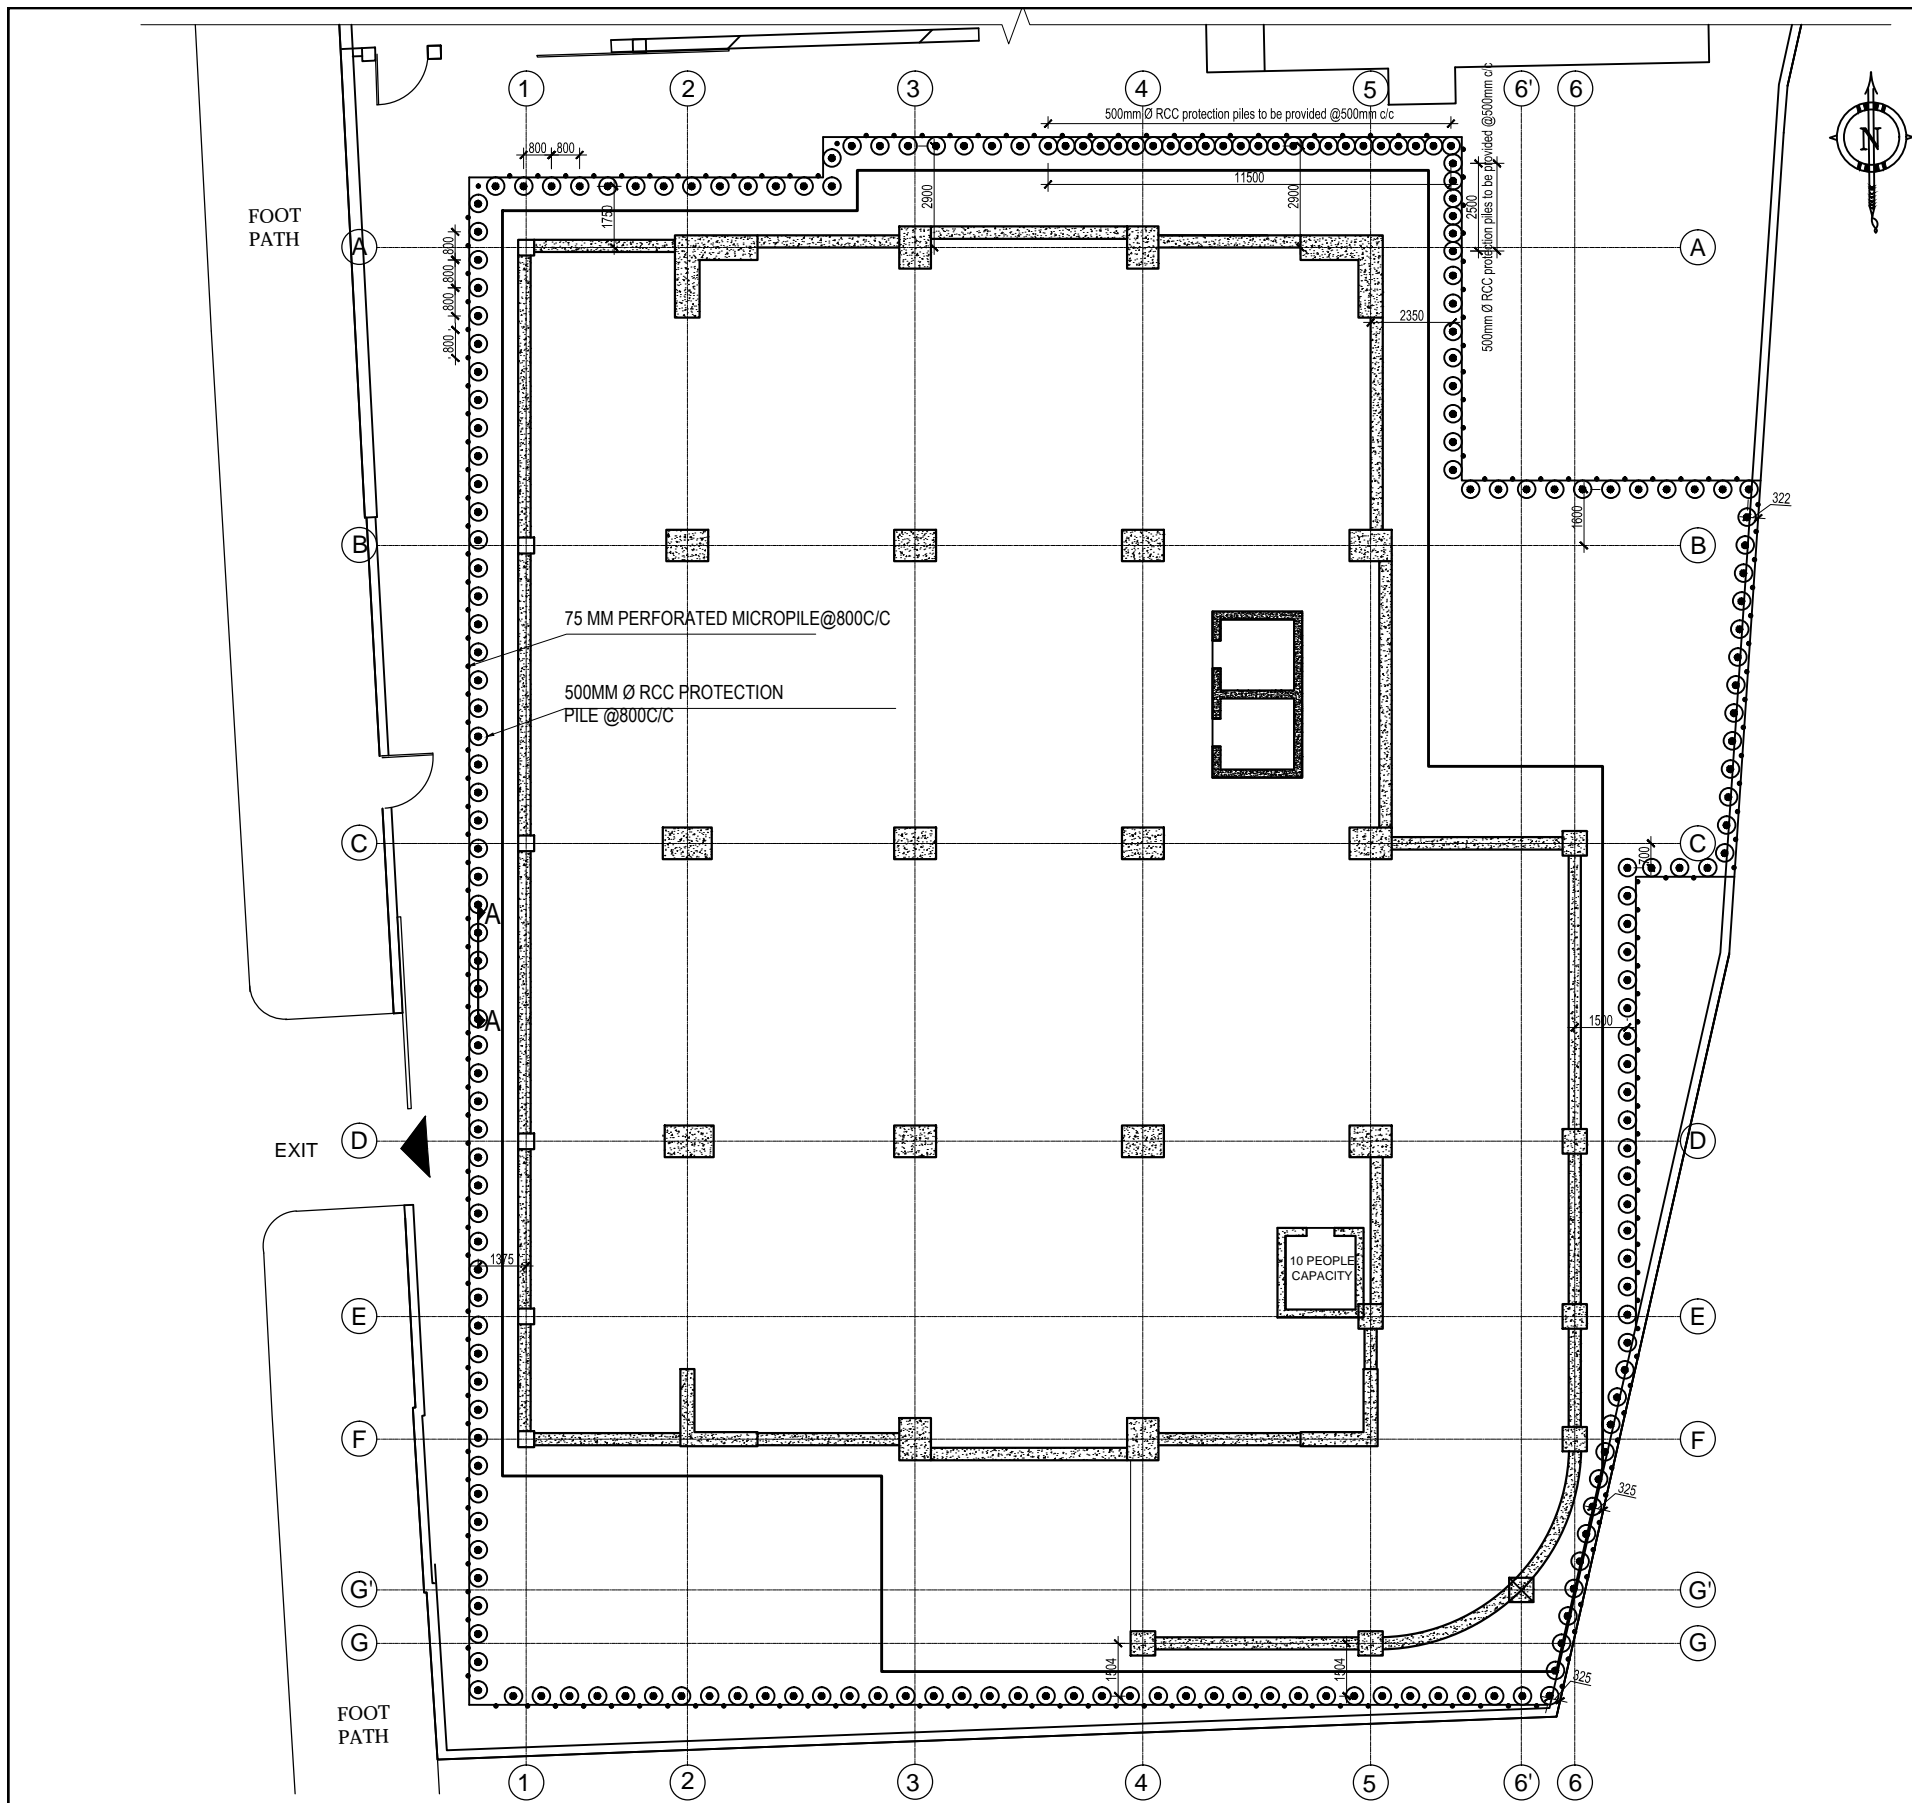 1
2
3
4
5
6'
6
500mm Ø RCC protection piles to be provided @500mm c/c
500mm Ø RCC protection piles to be provided @500mm c/c
N
800
800
11500
2900
2900
1750
2500
FOOT
PATH
A
A
800
800
800
800
2350
322
1600
B
B
75 MM PERFORATED MICROPILE@800C/C
500MM Ø RCC PROTECTION
PILE @800C/C
C
C
700
A
A
1500
EXIT
D
D
1375
10 PEOPLE
CAPACITY
E
E
F
F
325
G'
G'
G
G
1504
1504
325
FOOT
PATH
1
2
3
4
5
6'
6